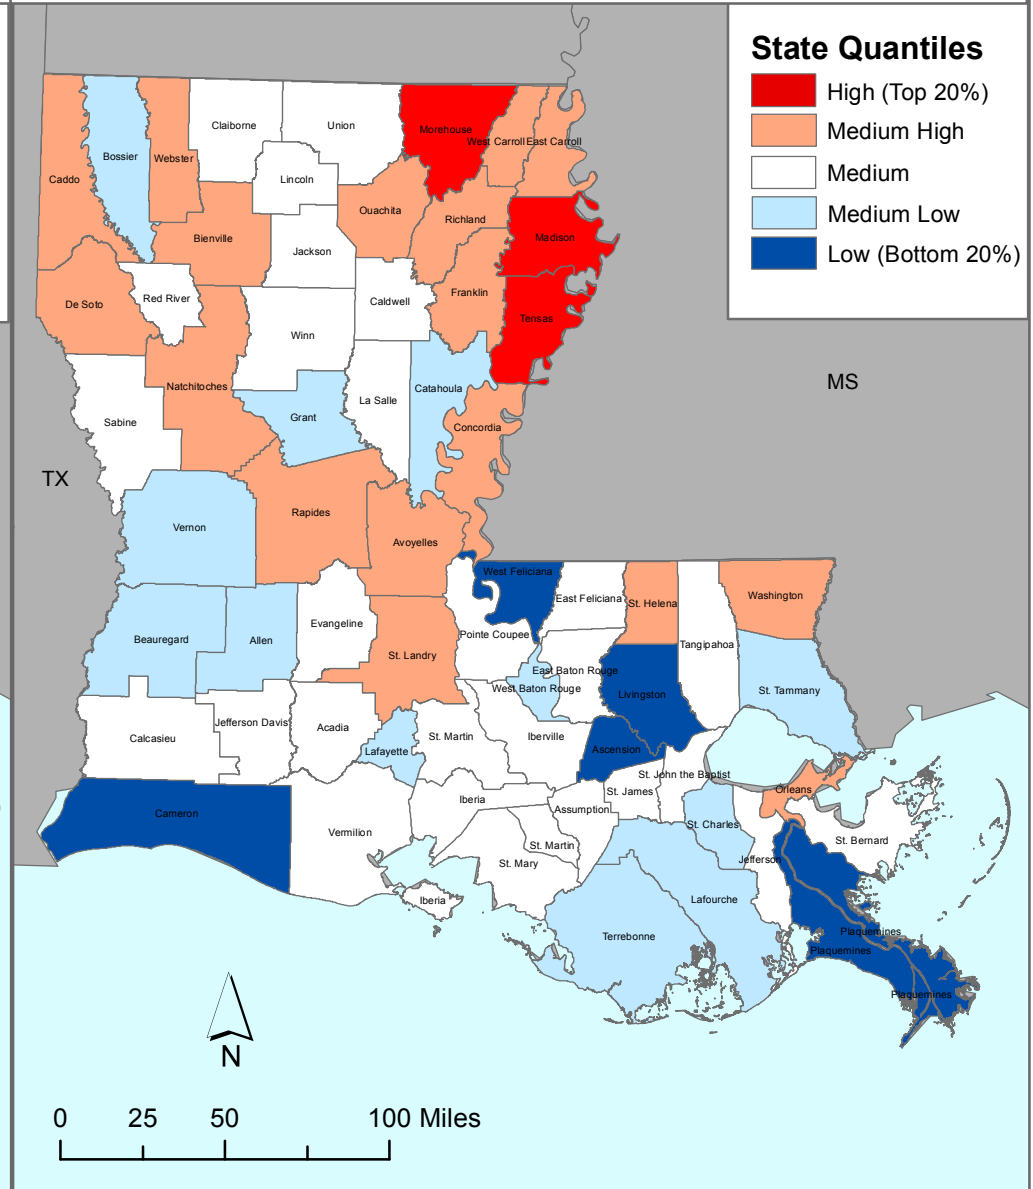 State Quantiles
High (Top 20%)
Medium High
Medium
Medium Low
Low (Bottom 20%)
Claiborne
Union
Morehouse
West Carroll
East Carroll
Bossier
Webster
Caddo
Lincoln
Ouachita
Richland
Bienville
Madison
Jackson
De Soto
Red River
Caldwell
Franklin
Tensas
Winn
MS
Natchitoches
Catahoula
La Salle
Grant
Sabine
Concordia
TX
Rapides
Vernon
Avoyelles
West Feliciana
East Feliciana
St. Helena
Washington
Evangeline
Pointe Coupee
Beauregard
Allen
Tangipahoa
St. Landry
East Baton Rouge
West Baton Rouge
Livingston
St. Tammany
Jefferson Davis
Acadia
Calcasieu
St. Martin
Iberville
Lafayette
Ascension
St. John the Baptist
Orleans
St. James
Iberia
Assumption
Cameron
Vermilion
St. Charles
St. Bernard
St. Martin
St. Mary
Jefferson
Iberia
Lafourche
Terrebonne
Plaquemines
Plaquemines
Plaquemines
N
0 25 50 100 Miles